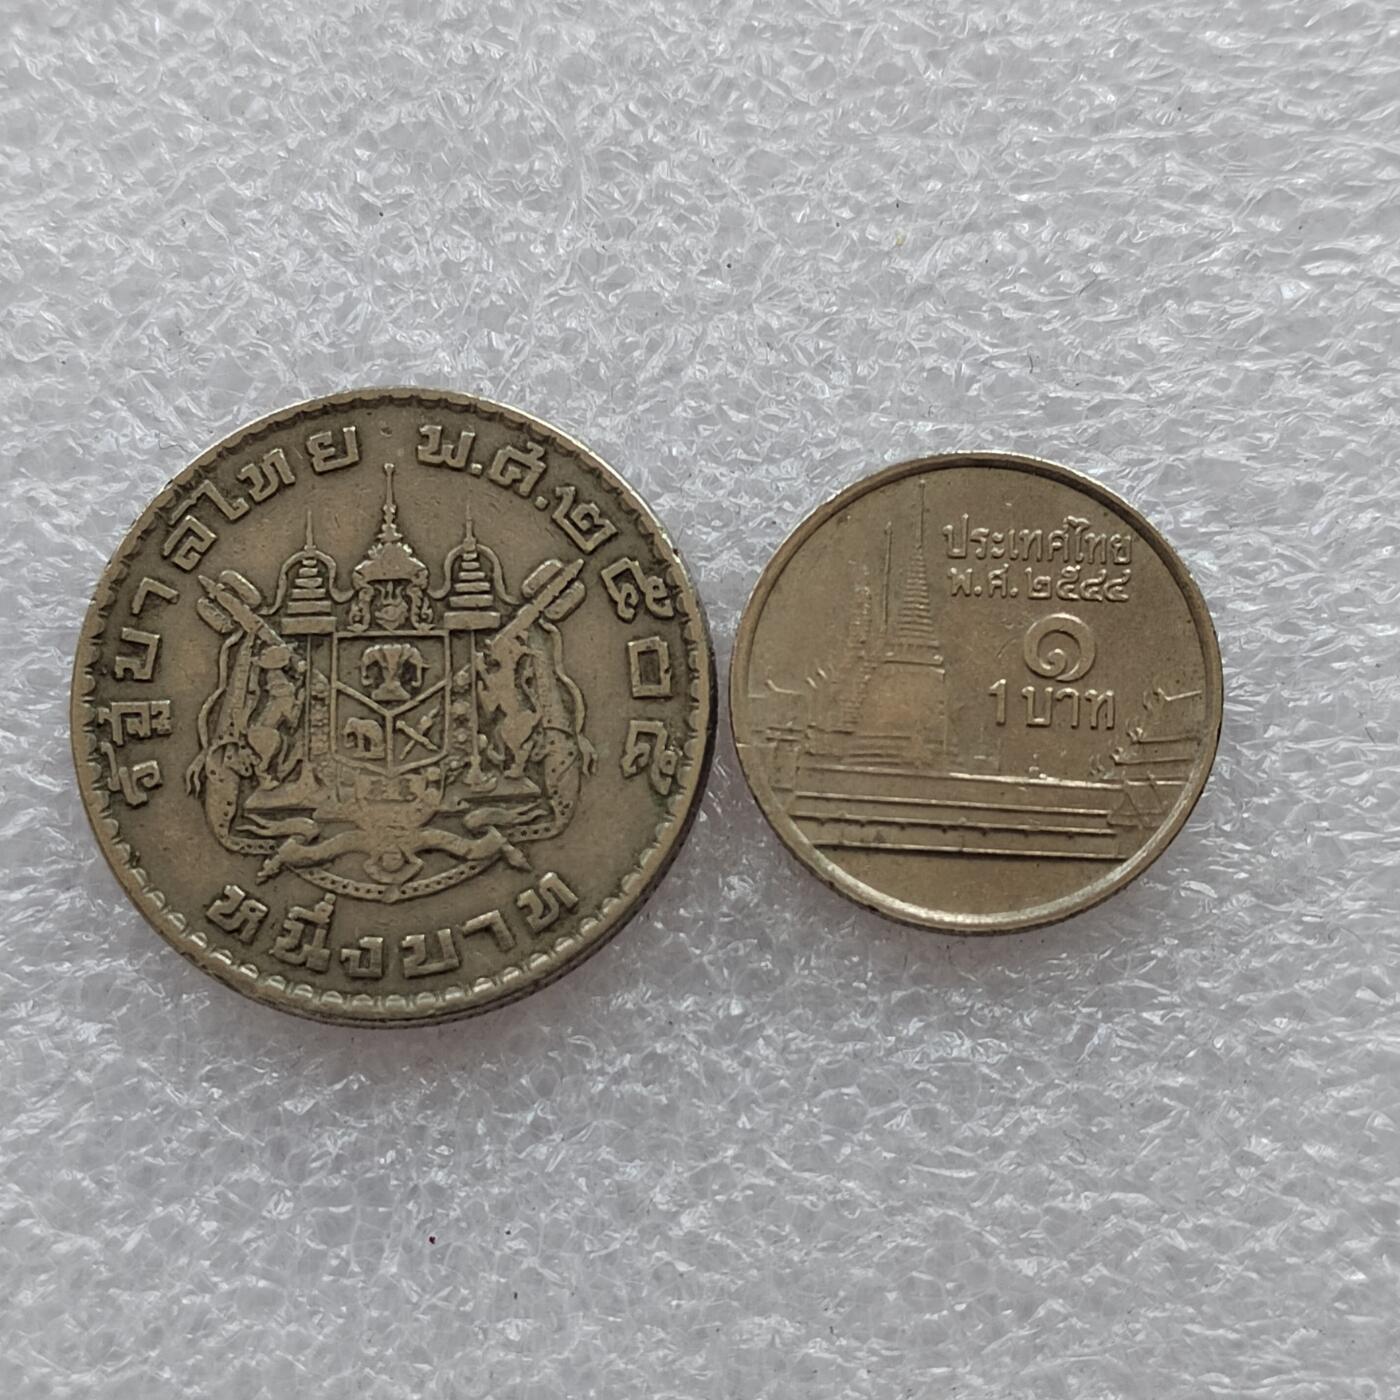 รัฐบาลไทย พ.ศ.๒๕๐๕
หนึ่งบาท
ประเทศไทย
พ.ศ.๒๕๔๔
๑
1 บาท